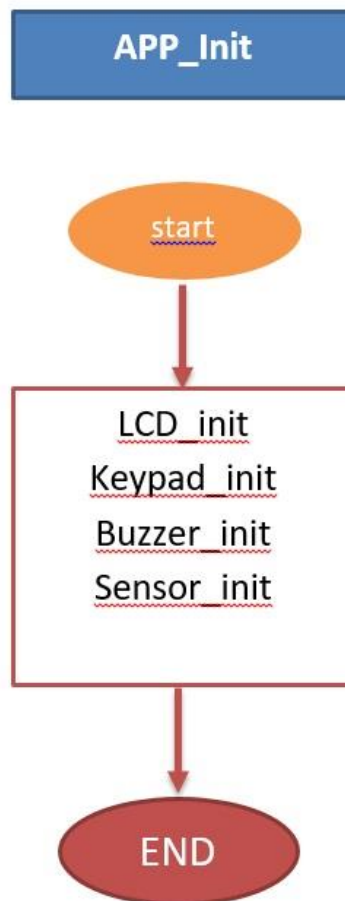 APP_Init
start
LCD_init
Keypad_init
Buzzer_init
Sensor_init
END